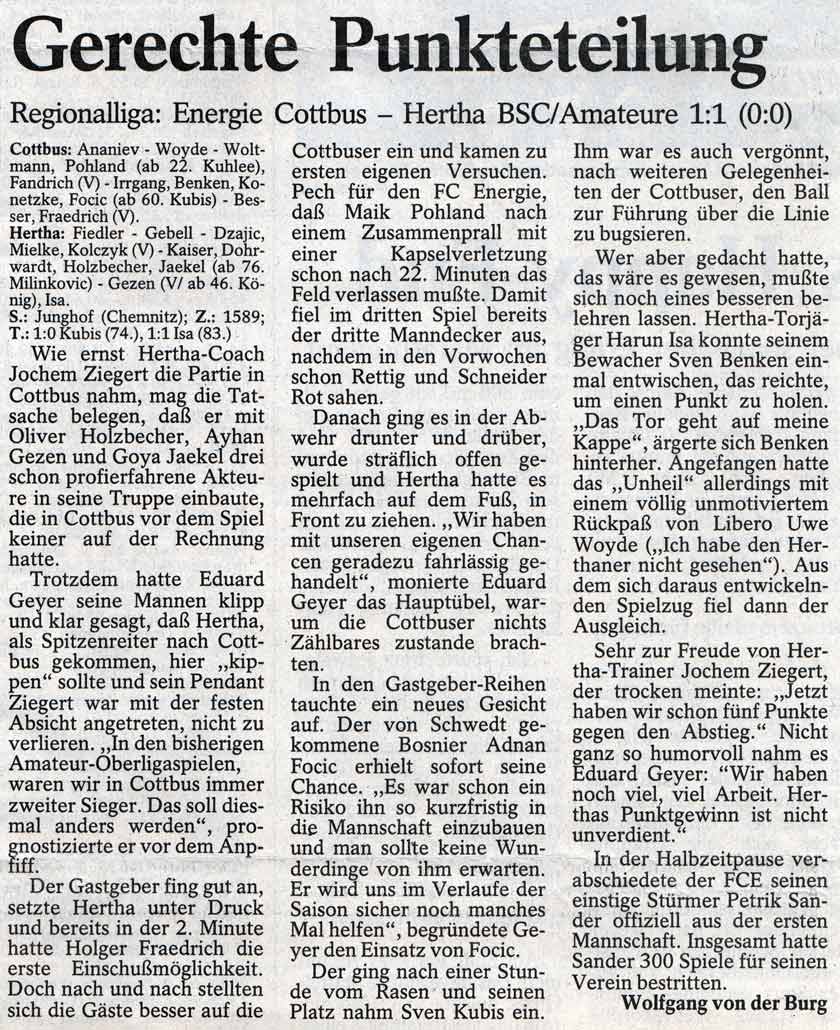 Gerechte Punkteteilung
Regionalliga: Energie Cottbus – Hertha BSC/Amateure 1:1 (0:0)
Cottbus: Ananiev - Woyde - Wolt-
mann, Pohland (ab 22. Kuhlee),
Fandrich (V) - Irrgang, Benken, Ko-
netzke, Focic (ab 60. Kubis) - Bes-
ser, Fraedrich (V).
Hertha: Fiedler - Gebell - Dzajic,
Mielke, Kolczyk (V) - Kaiser, Dohr-
wardt, Holzbecher, Jaekel (ab 76.
Milinkovic) - Gezen (V/ ab 46. Kö-
nig), Isa.
S.: Junghof (Chemnitz); Z.: 1589;
T.: 1:0 Kubis (74.), 1:1 Isa (83.)
Wie ernst Hertha-Coach
Jochem Ziegert die Partie in
Cottbus nahm, mag die Tat-
sache belegen, daß er mit
Oliver Holzbecher, Ayhan
Gezen und Goya Jaekel drei
schon profierfahrene Akteu-
re in seine Truppe einbaute,
die in Cottbus vor dem Spiel
keiner auf der Rechnung
hatte.
Trotzdem hatte Eduard
Geyer seine Mannen klipp
und klar gesagt, daß Hertha,
als Spitzenreiter nach Cott-
bus gekommen, hier „kip-
pen“ sollte und sein Pendant
Ziegert war mit der festen
Absicht angetreten, nicht zu
verlieren. „In den bisherigen
Amateur-Oberligaspielen,
waren wir in Cottbus immer
zweiter Sieger. Das soll dies-
mal anders werden“, pro-
gnostizierte er vor dem Anp-
fiff.
Der Gastgeber fing gut an,
setzte Hertha unter Druck
und bereits in der 2. Minute
hatte Holger Fraedrich die
erste Einschußmöglichkeit.
Doch nach und nach stellten
sich die Gäste besser auf die
Cottbuser ein und kamen zu
ersten eigenen Versuchen.
Pech für den FC Energie,
daß Maik Pohland nach
einem Zusammenprall mit
einer Kapselverletzung
schon nach 22. Minuten das
Feld verlassen mußte. Damit
fiel im dritten Spiel bereits
der dritte Manndecker aus,
nachdem in den Vorwochen
schon Rettig und Schneider
Rot sahen.
Danach ging es in der Ab-
wehr drunter und drüber,
wurde sträflich offen ge-
spielt und Hertha hatte es
mehrfach auf dem Fuß, in
Front zu ziehen. „Wir haben
mit unseren eigenen Chan-
cen geradezu fahrlässig ge-
handelt“, monierte Eduard
Geyer das Hauptübel, war-
um die Cottbuser nichts
Zählbares zustande brach-
ten.
In den Gastgeber-Reihen
tauchte ein neues Gesicht
auf. Der von Schwedt ge-
kommene Bosnier Adnan
Focic erhielt sofort seine
Chance. „Es war schon ein
Risiko ihn so kurzfristig in
die Mannschaft einzubauen
und man sollte keine Wun-
derdinge von ihm erwarten.
Er wird uns im Verlaufe der
Saison sicher noch manches
Mal helfen“, begründete Ge-
yer den Einsatz von Focic.
Der ging nach einer Stun-
de vom Rasen und seinen
Platz nahm Sven Kubis ein.
Ihm war es auch vergönnt,
nach weiteren Gelegenhei-
ten der Cottbuser, den Ball
zur Führung über die Linie
zu bugsieren.
Wer aber gedacht hatte,
das wäre es gewesen, mußte
sich noch eines besseren be-
lehren lassen. Hertha-Torjä-
ger Harun Isa konnte seinem
Bewacher Sven Benken ein-
mal entwischen, das reichte,
um einen Punkt zu holen.
„Das Tor geht auf meine
Kappe“, ärgerte sich Benken
hinterher. Angefangen hatte
das „Unheil“ allerdings mit
einem völlig unmotiviertem
Rückpaß von Libero Uwe
Woyde („Ich habe den Her-
thaner nicht gesehen“). Aus
dem sich daraus entwickeln-
den Spielzug fiel dann der
Ausgleich.
Sehr zur Freude von Her-
tha-Trainer Jochem Ziegert,
der trocken meinte: „Jetzt
haben wir schon fünf Punkte
gegen den Abstieg.“ Nicht
ganz so humorvoll nahm es
Eduard Geyer: “Wir haben
noch viel, viel Arbeit. Her-
thas Punktgewinn ist nicht
unverdient.“
In der Halbzeitpause ver-
abschiedete der FCE seinen
einstige Stürmer Petrik San-
der offiziell aus der ersten
Mannschaft. Insgesamt hatte
Sander 300 Spiele für seinen
Verein bestritten.
Wolfgang von der Burg